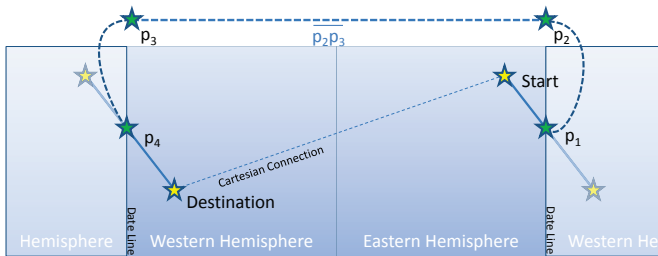 p3
p2p3
p2
Start
p4
p1
Cartesian Connection
Destination
Date Line
Date Line
Hemisphere
Western Hemisphere
Eastern Hemisphere
Western He